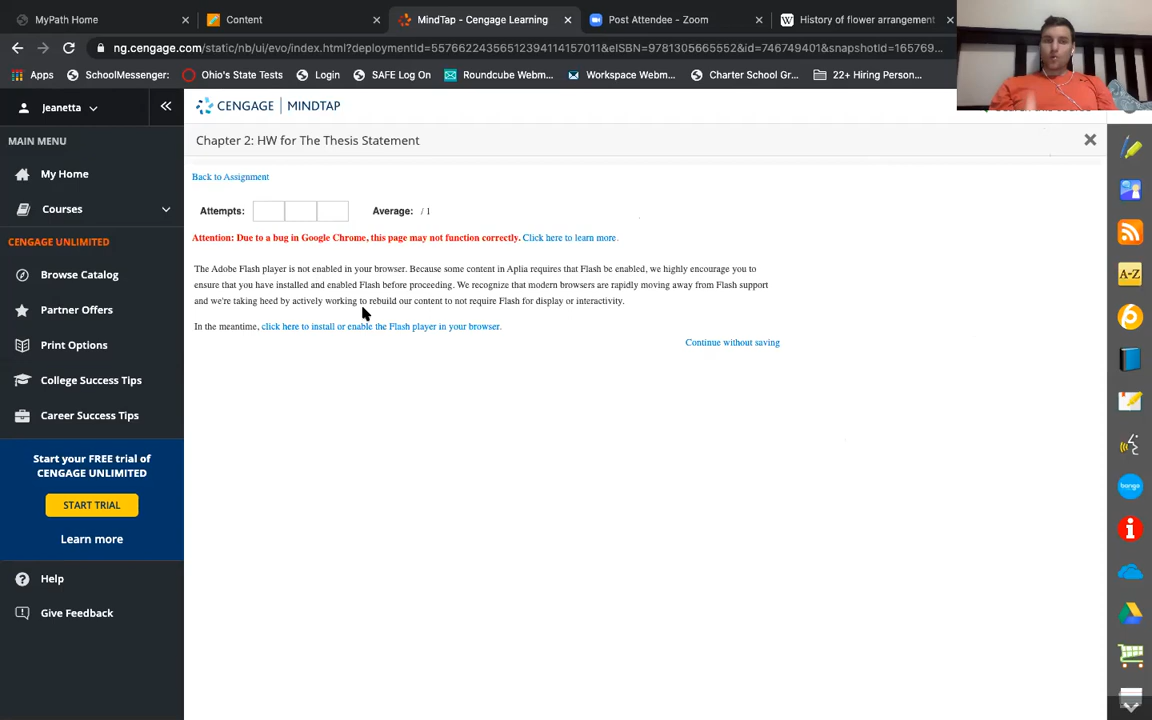 MyPath Home
Content
MindTap - Cengage Learning
Post Attendee - Zoom
History of flower arrangement
ng.cengage.com/static/nb/ui/evo/index.html?deploymentId=55766224356512394114157011&eISBN=9781305665552&id=746749401&snapshotId=165769...
Apps
SchoolMessenger:
Ohio's State Tests
Login
SAFE Log On
Roundcube Webm...
Workspace Webm...
Charter School Gr...
22+ Hiring Person...
Jeanetta
CENGAGE | MINDTAP
MAIN MENU
Chapter 2: HW for The Thesis Statement
My Home
Back to Assignment
Courses
Attempts:
Average: / 1
CENGAGE UNLIMITED
Attention: Due to a bug in Google Chrome, this page may not function correctly. Click here to learn more.
Browse Catalog
The Adobe Flash player is not enabled in your browser. Because some content in Aplia requires that Flash be enabled, we highly encourage you to
ensure that you have installed and enabled Flash before proceeding. We recognize that modern browsers are rapidly moving away from Flash support
and we're taking heed by actively working to rebuild our content to not require Flash for display or interactivity.
Partner Offers
In the meantime, click here to install or enable the Flash player in your browser.
Continue without saving
Print Options
College Success Tips
Career Success Tips
Start your FREE trial of
CENGAGE UNLIMITED
START TRIAL
Learn more
Help
Give Feedback
A-Z
bongo